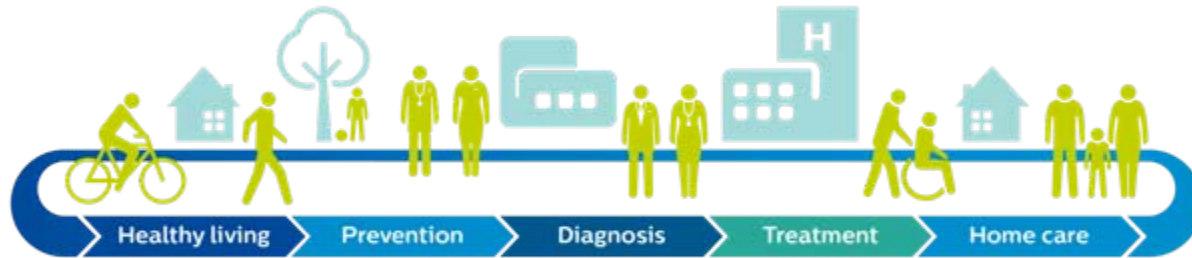 H
Healthy living
Prevention
Diagnosis
Treatment
Home care